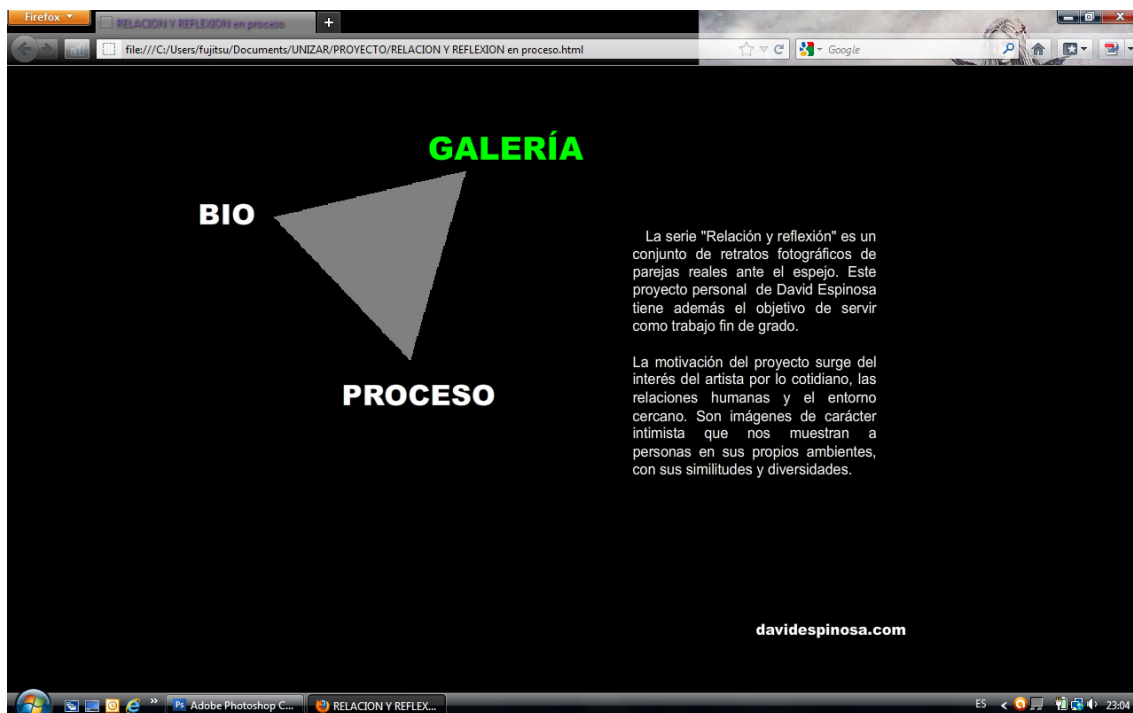 Firefox
RELACION Y REFLEXION en proceso
+
file:///C:/Users/fujitsu/Documents/UNIZAR/PROYECTO/RELACION Y REFLEXION en proceso.html
Google
GALERÍA
BIO
PROCESO
La serie "Relación y reflexión" es un
conjunto de retratos fotográficos de
parejas reales ante el espejo. Este
proyecto personal de David Espinosa
tiene además el objetivo de servir
como trabajo fin de grado.
La motivación del proyecto surge del
interés del artista por lo cotidiano, las
relaciones humanas y el entorno
cercano. Son imágenes de carácter
intimista que nos muestran a
personas en sus propios ambientes,
con sus similitudes y diversidades.
davidespinosa.com
Ps Adobe Photoshop C...
RELACION Y REFLEX...
ES
23:04